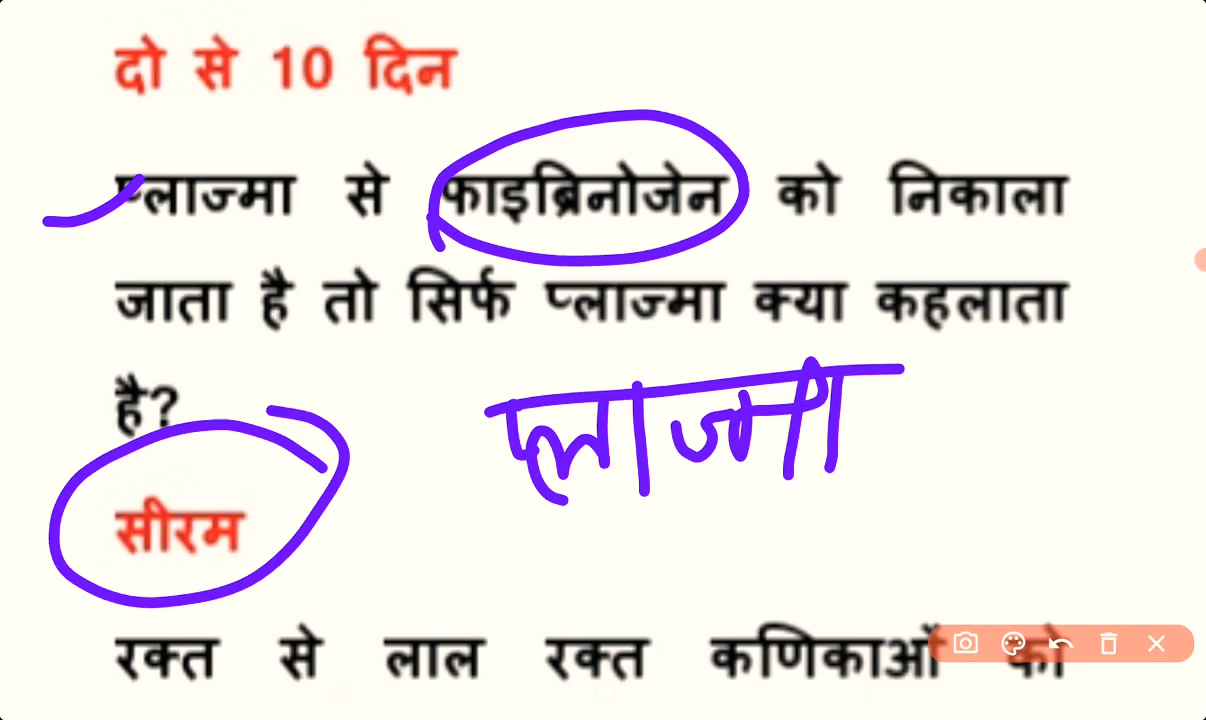 दो से 10 दिन
प्लाज्मा से फाइब्रिनोजेन को निकाला
जाता है तो सिर्फ प्लाज्मा क्या कहलाता
है?
प्लाज्मा
सीरम
रक्त से लाल रक्त कणिकाओं को